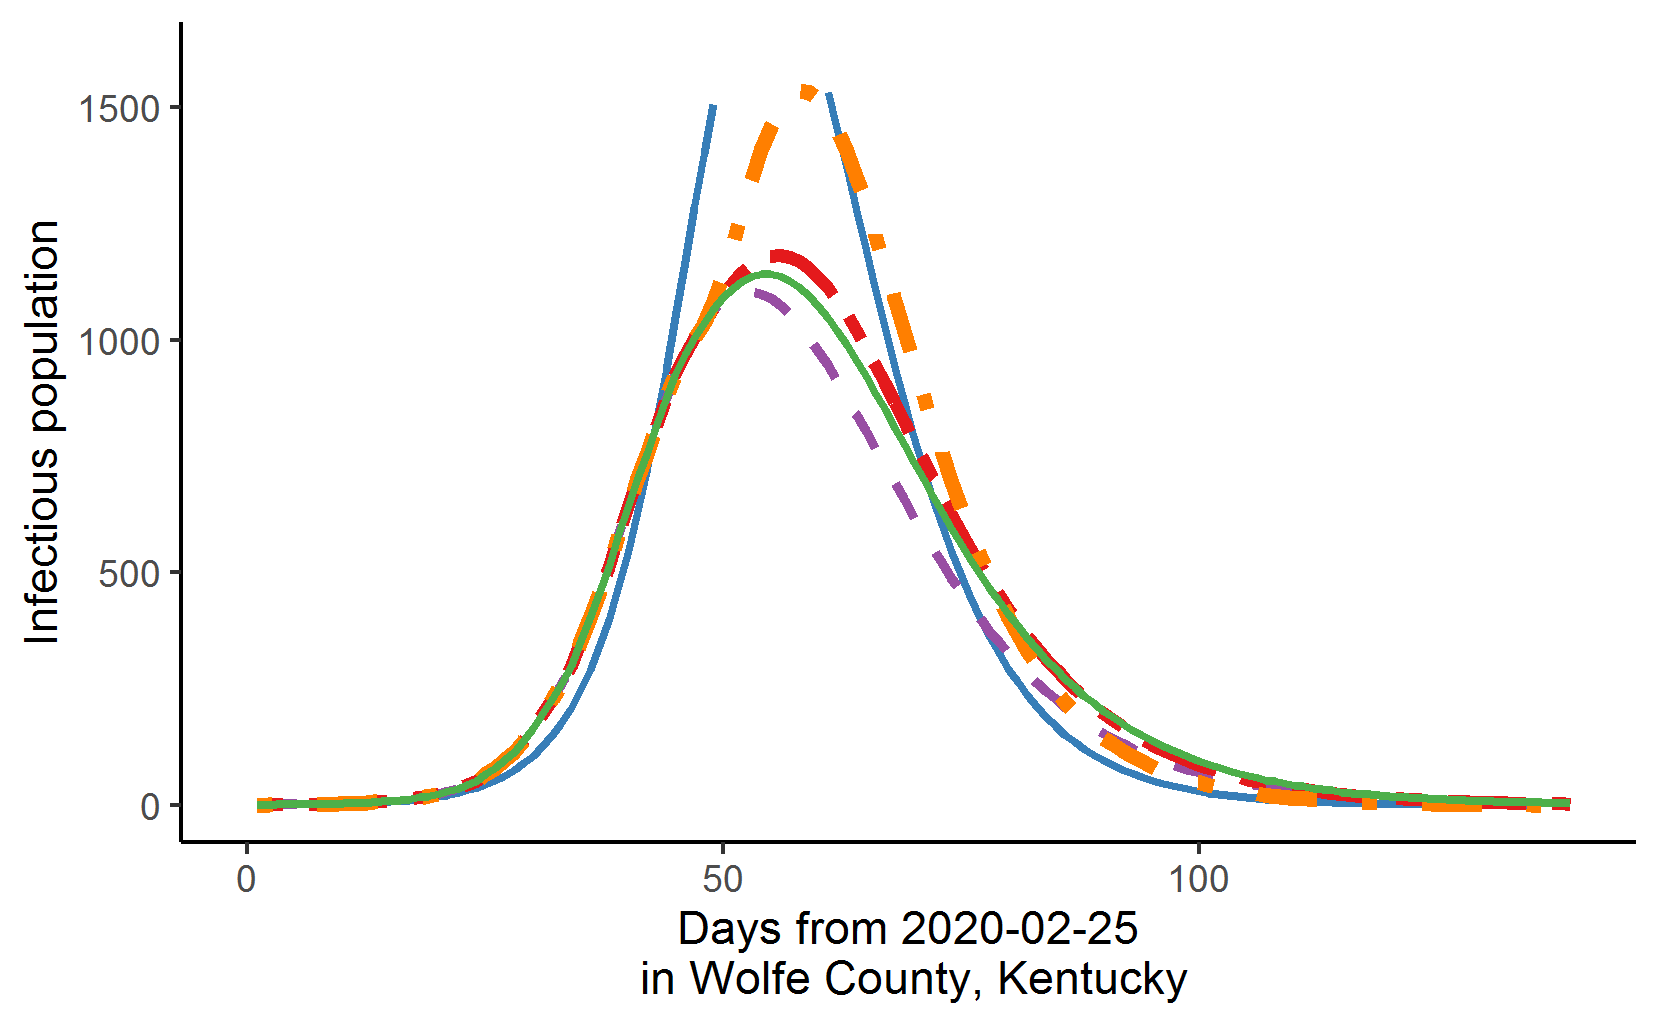 Infectious population
1500
1000
500
0
0 50 100
Days from 2020-02-25
in Wolfe County, Kentucky